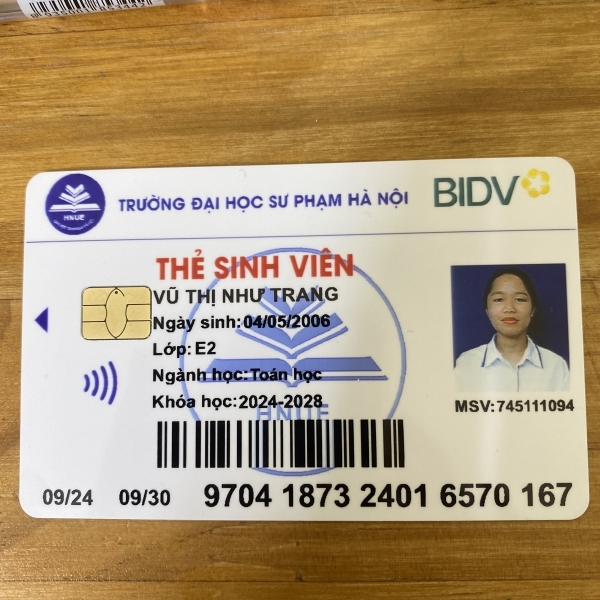 HNUE
TRƯỜNG ĐẠI HỌC SƯ PHẠM HÀ NỘI
BIDV
THẺ SINH VIÊN
VŨ THỊ NHƯ TRANG
Ngày sinh:04/05/2006
Lớp:E2
Ngành học:Toán học
Khóa học:2024-2028
HNUE
MSV:745111094
09/24 09/30 9704 1873 2401 6570 167